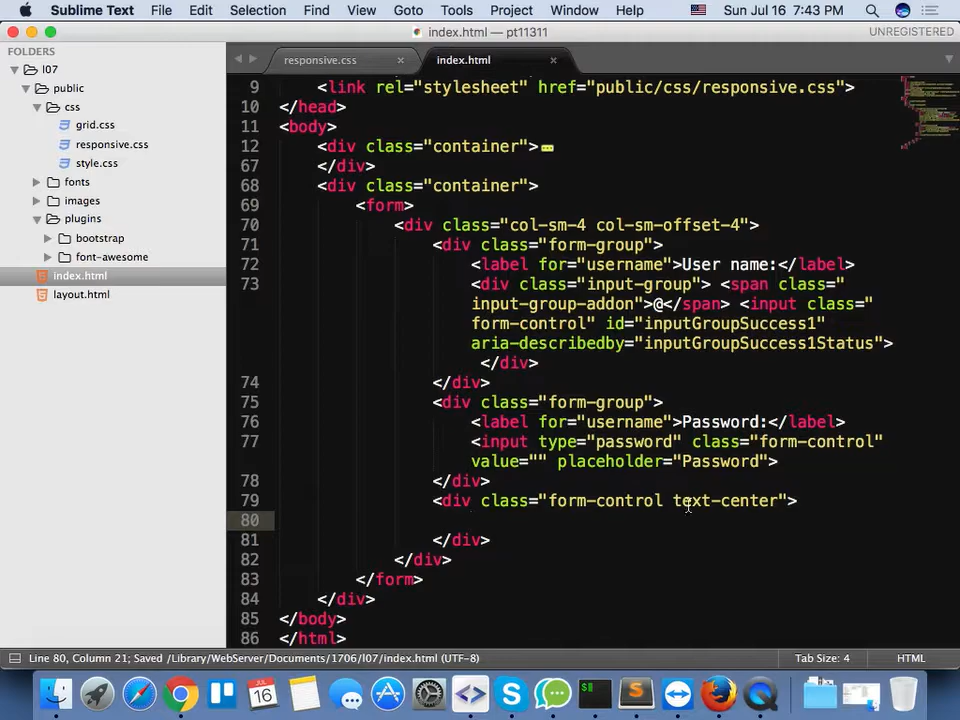 Sublime Text File Edit Selection Find View Goto Tools Project Window Help Sun Jul 16 7:43 PM
index.html — pt11311 UNREGISTERED
FOLDERS
l07
public
css
grid.css
responsive.css
style.css
fonts
images
plugins
bootstrap
font-awesome
index.html
layout.html
responsive.css × index.html ×
9 <link rel="stylesheet" href="public/css/responsive.css">
10 </head>
11 <body>
12 <div class="container">
67 </div>
68 <div class="container">
69 <form>
70 <div class="col-sm-4 col-sm-offset-4">
71 <div class="form-group">
72 <label for="username">User name:</label>
73 <div class="input-group"> <span class="
input-group-addon">@</span> <input class="
form-control" id="inputGroupSuccess1"
aria-describedby="inputGroupSuccess1Status">
</div>
74 </div>
75 <div class="form-group">
76 <label for="username">Password:</label>
77 <input type="password" class="form-control"
value="" placeholder="Password">
78 </div>
79 <div class="form-control text-center">
80
81 </div>
82 </div>
83 </form>
84 </div>
85 </body>
86 </html>
Line 80, Column 21; Saved /Library/WebServer/Documents/1706/l07/index.html (UTF-8) Tab Size: 4 HTML
16